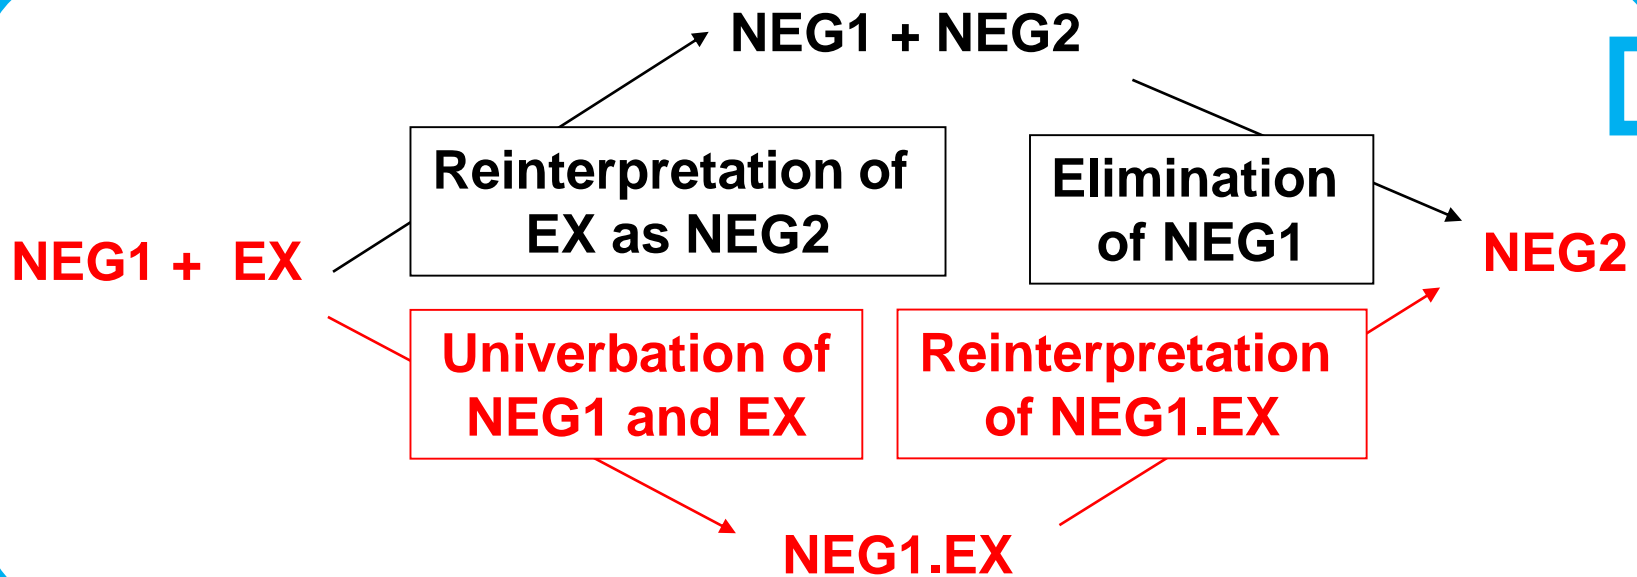 NEG1 + NEG2
Reinterpretation of
EX as NEG2
Elimination
of NEG1
NEG1 + EX
NEG2
Univerbation of
NEG1 and EX
Reinterpretation
of NEG1.EX
NEG1.EX